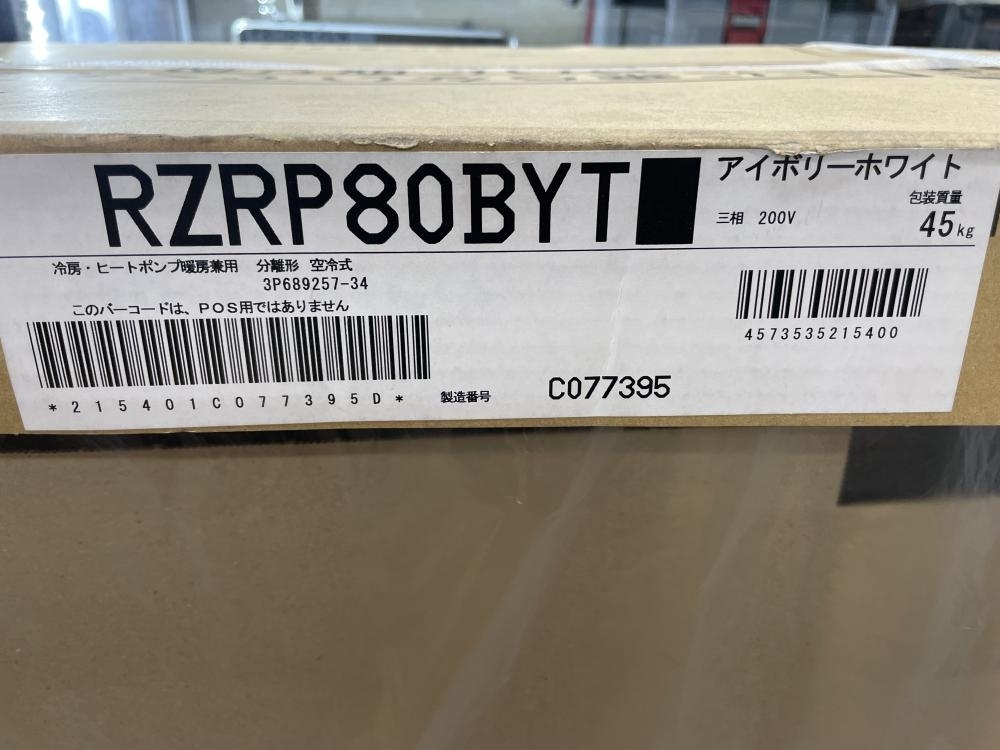 RZRP80BYT■
アイボリーホワイト
三相 200V
包装質量
45kg
冷房・ヒートポンプ暖房兼用 分離形 空冷式
3P689257-34
このバーコードは、POS用ではありません
*215401C077395D*
製造番号 C077395
4573535215400